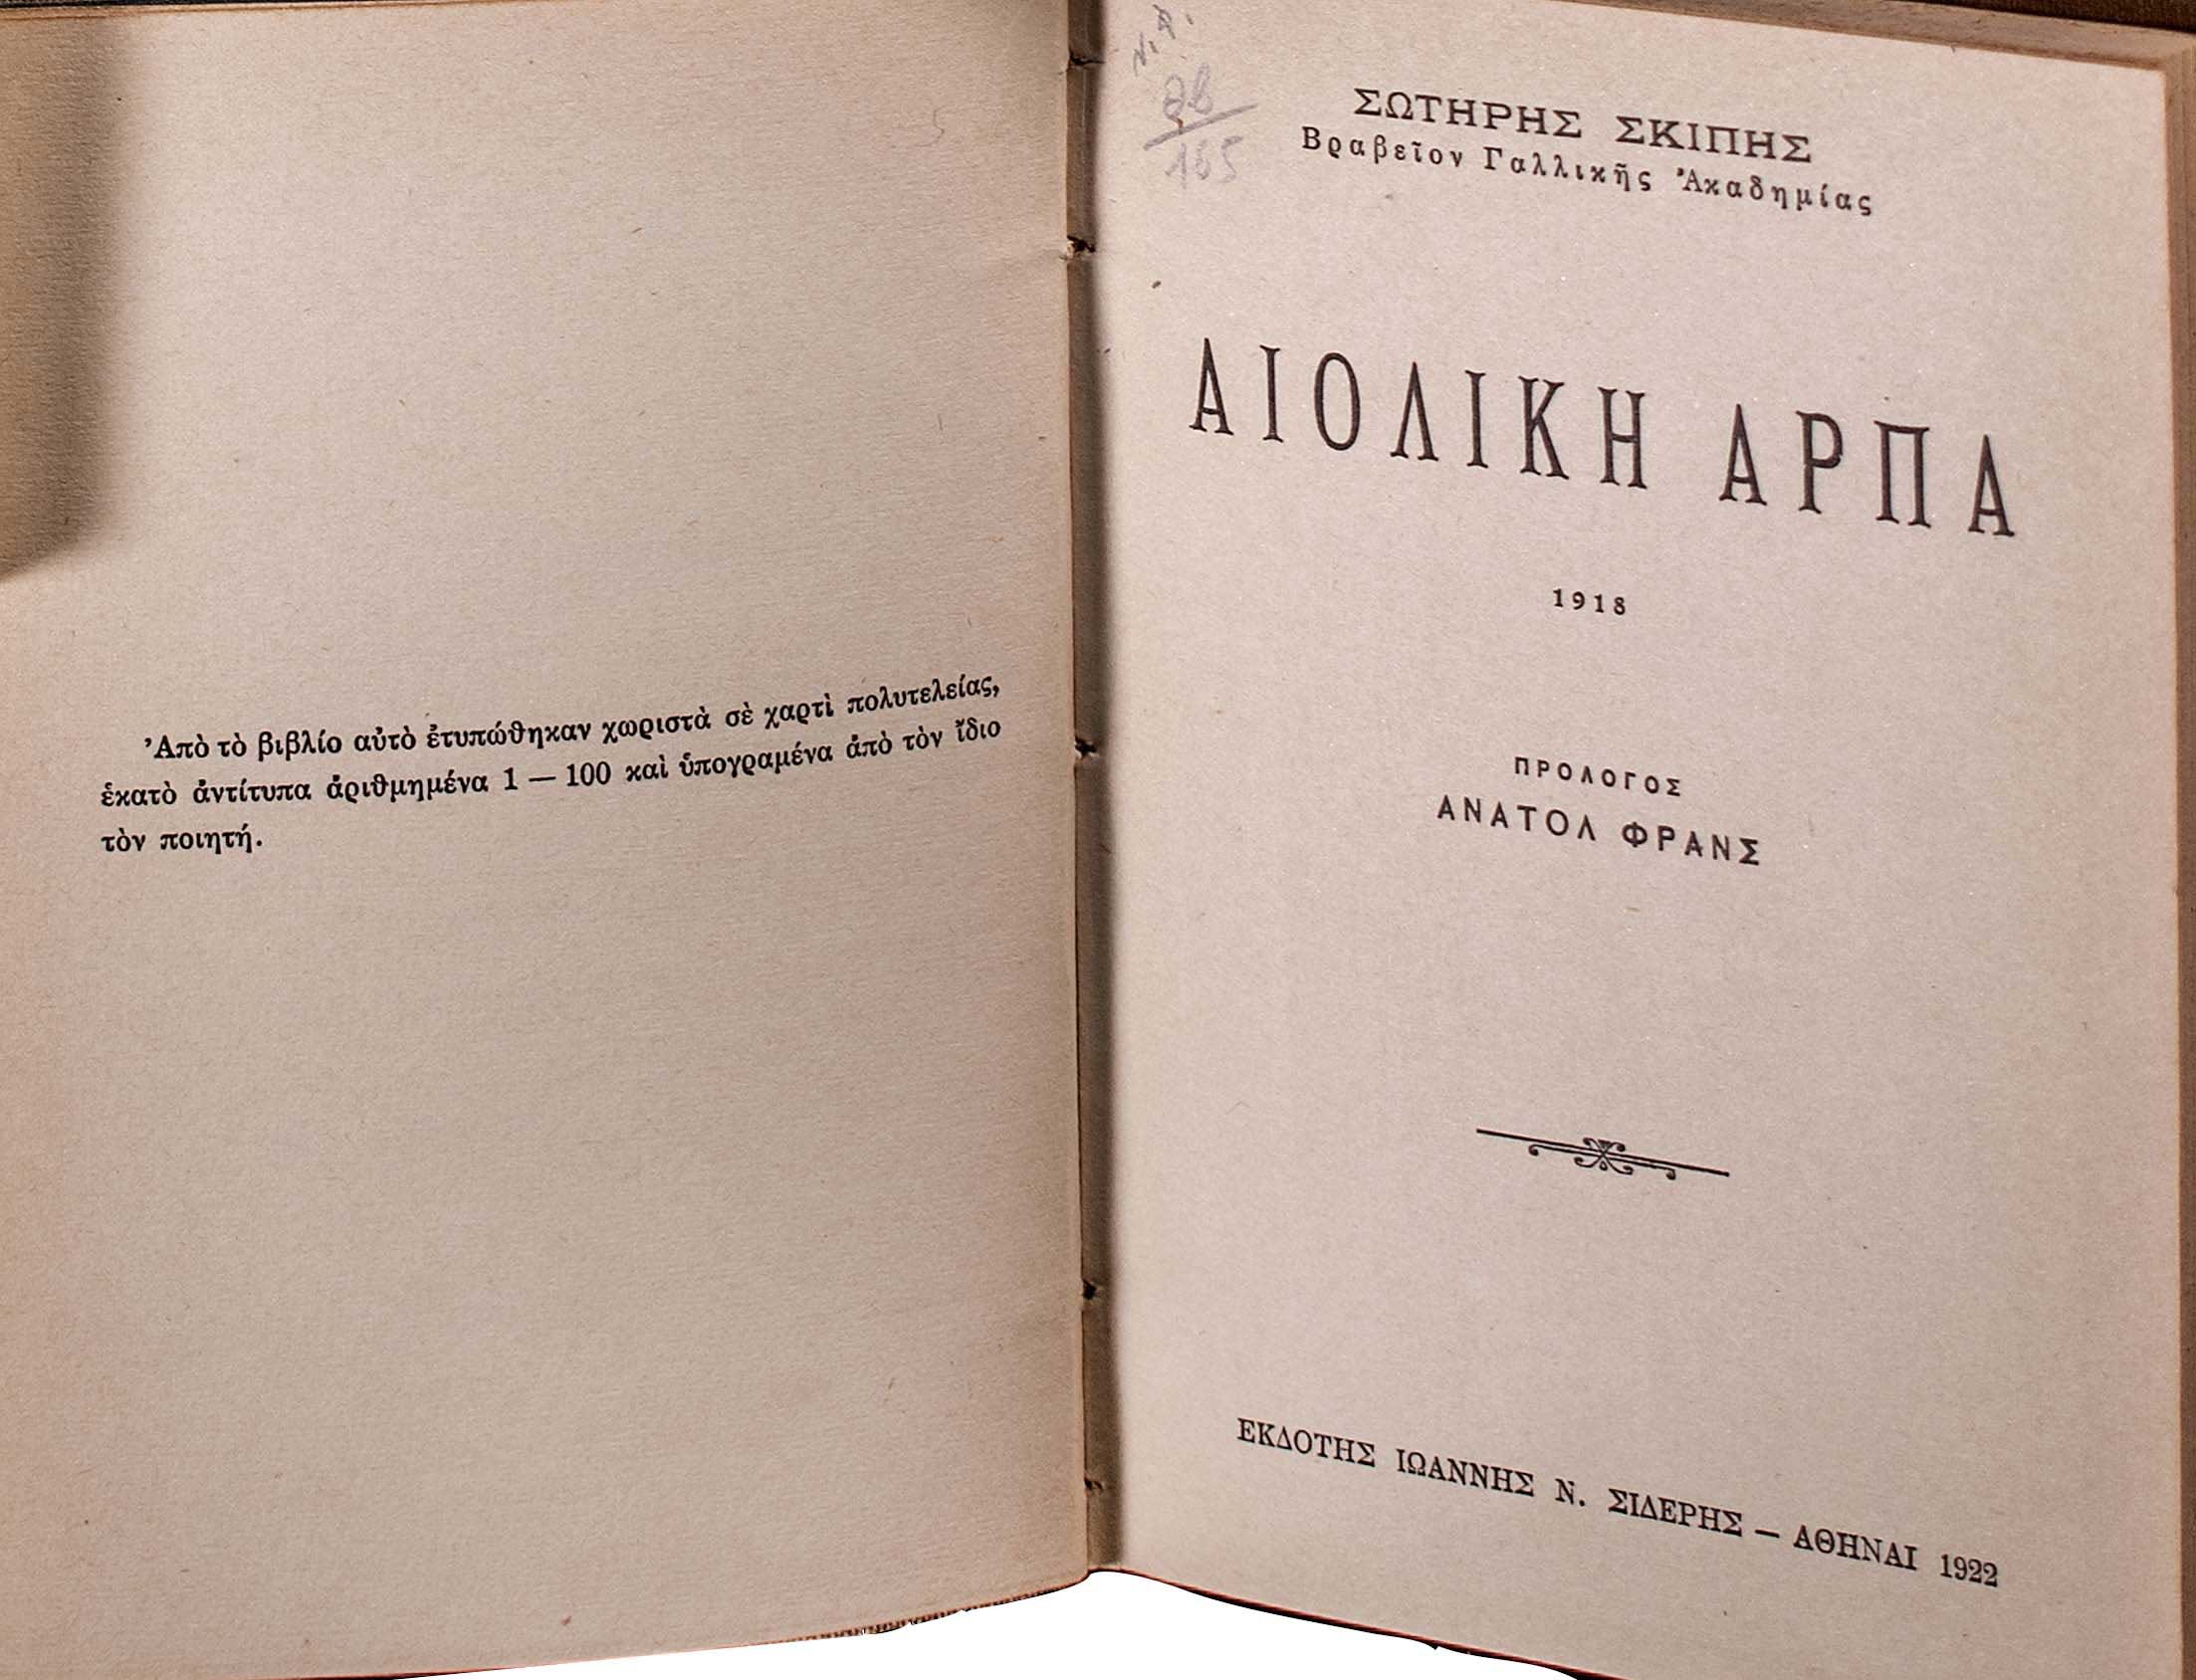 Ἀπὸ τὸ βιβλίο αὐτὸ ἐτυπώθηκαν χωριστὰ σὲ χαρτὶ πολυτελείας,
ἑκατὸ ἀντίτυπα ἀριθμημένα 1 — 100 καὶ ὑπογραμένα ἀπὸ τὸν ἴδιο
τὸν ποιητή.
ΣΩΤΗΡΗΣ ΣΚΙΠΗΣ
Βραβεῖον Γαλλικῆς Ἀκαδημίας
ΑΙΟΛΙΚΗ ΑΡΠΑ
1918
ΠΡΟΛΟΓΟΣ
ΑΝΑΤΟΛ ΦΡΑΝΣ
ΕΚΔΟΤΗΣ ΙΩΑΝΝΗΣ Ν. ΣΙΔΕΡΗΣ — ΑΘΗΝΑΙ 1922